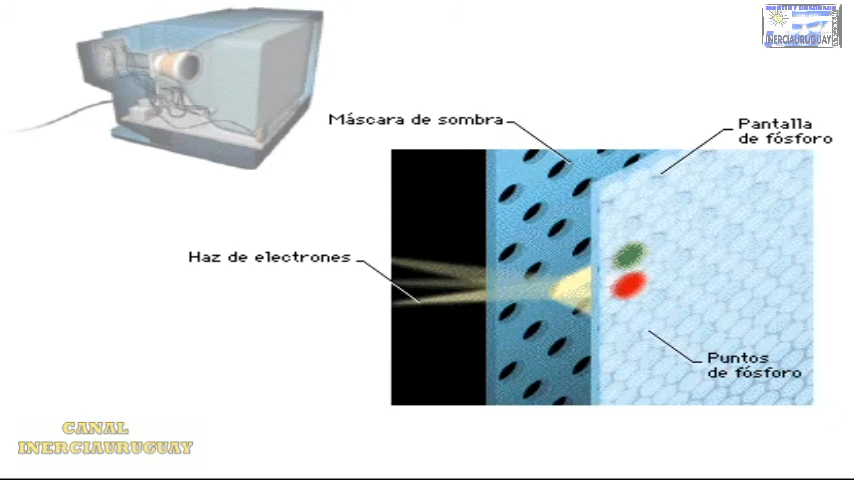 INERCIAURUGUAY
Máscara de sombra
Pantalla
de fósforo
Haz de electrones
Puntos
de fósforo
CANAL
INERCIAURUGUAY